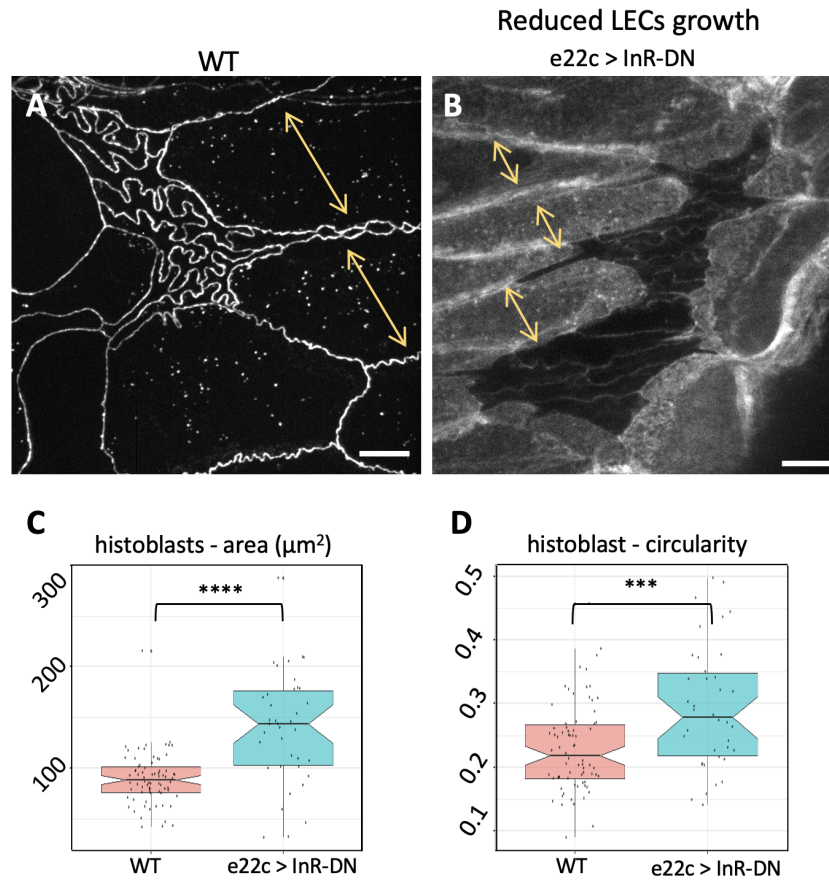 Reduced LECs growth
WT
e22c > InR-DN
A
B
C
histoblasts - area (µm²)
300
200
100
****
WT
e22c > InR-DN
D
histoblast - circularity
0.5
0.4
0.3
0.2
0.1
***
WT
e22c > InR-DN